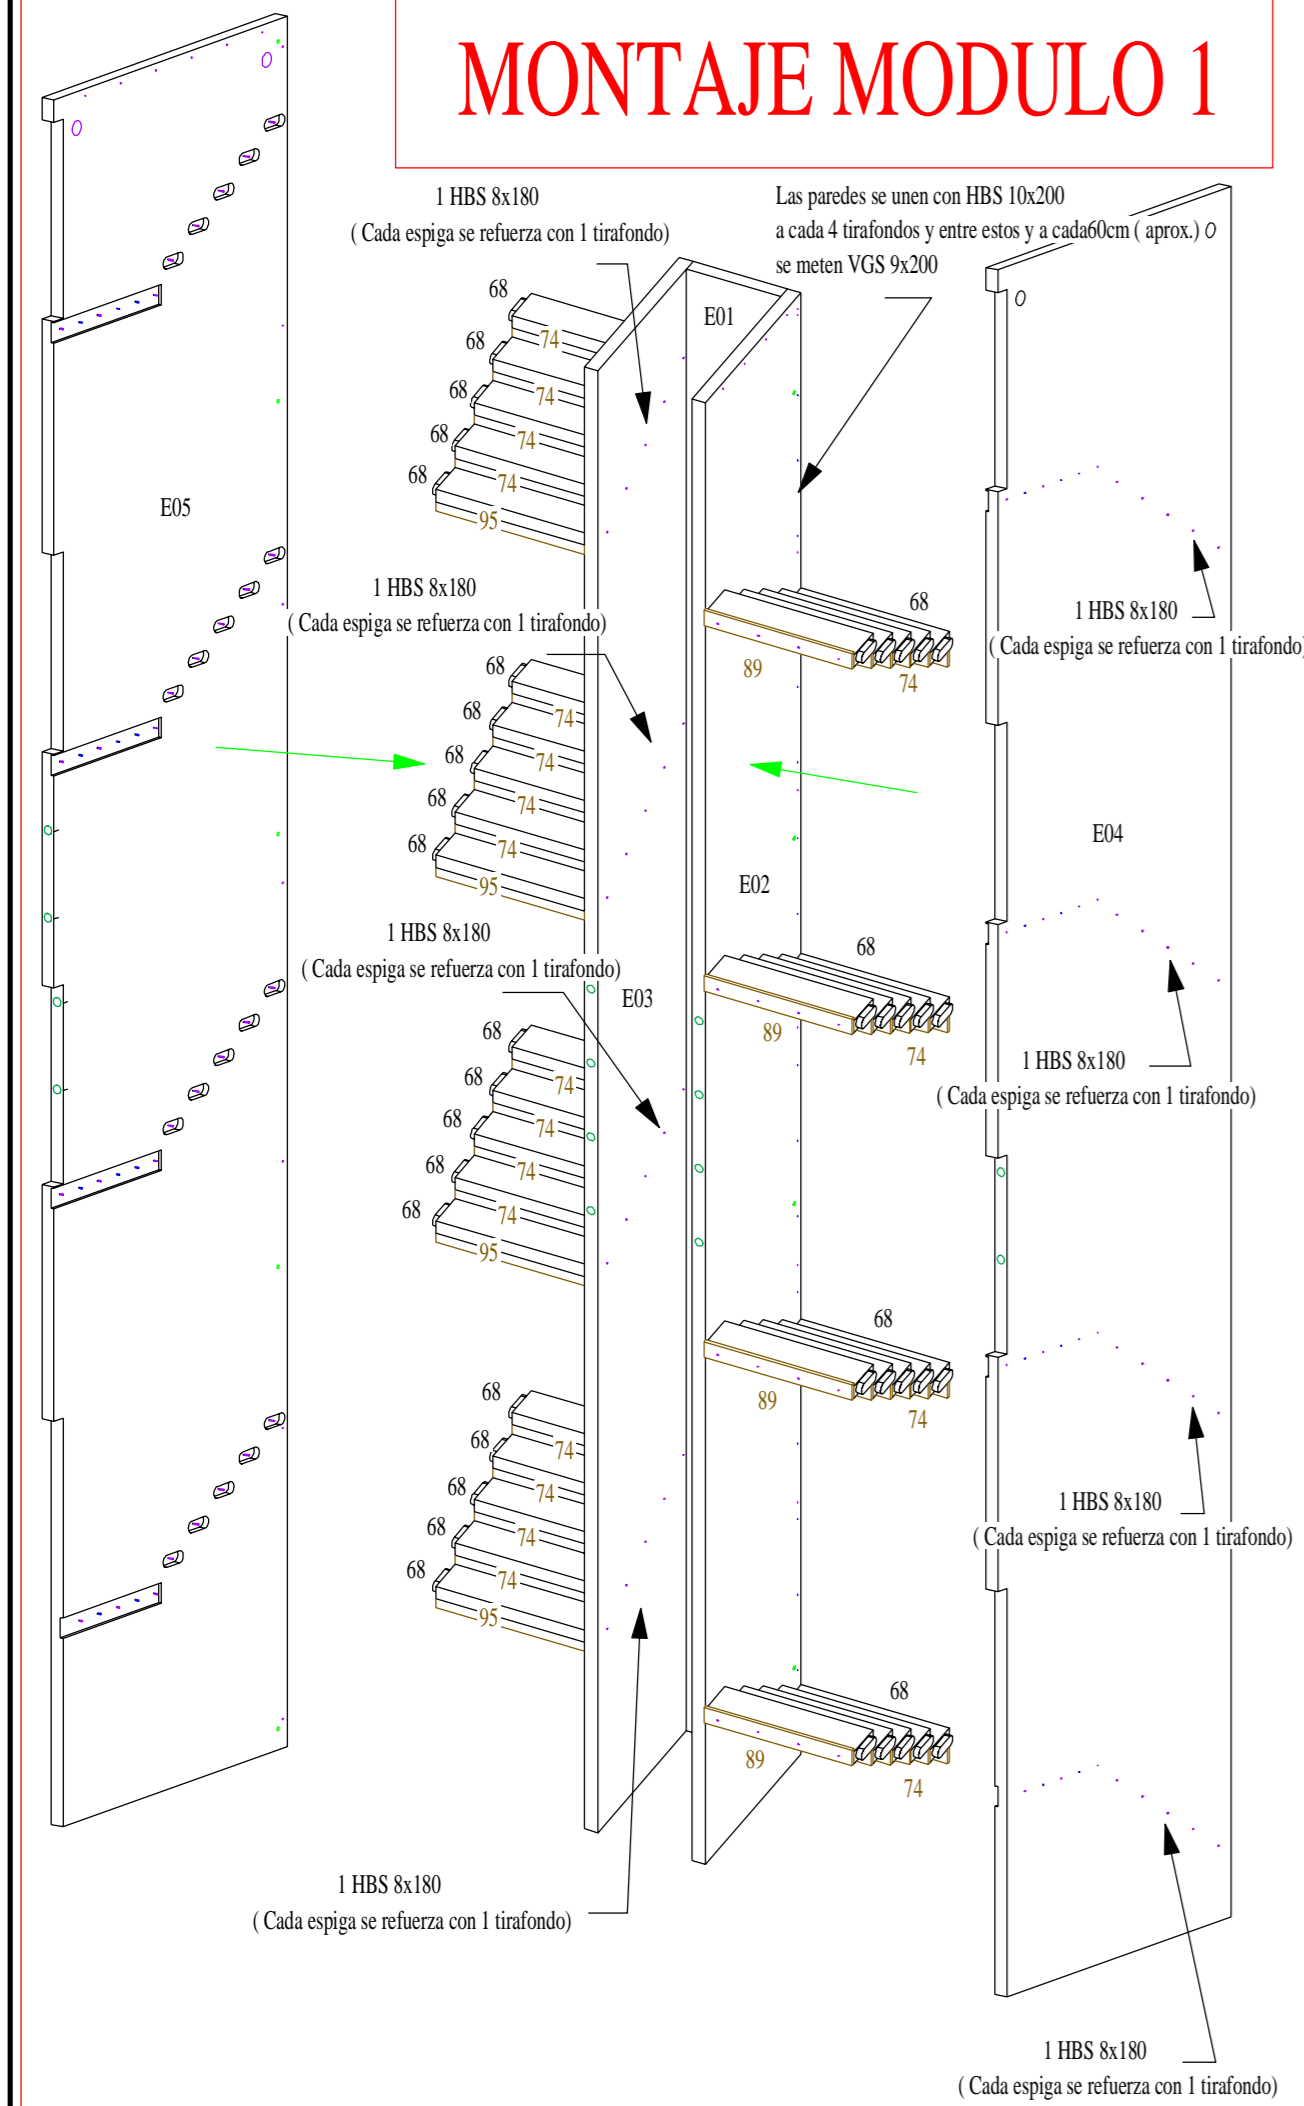 MONTAJE MODULO 1
1 HBS 8x180
( Cada espiga se refuerza con 1 tirafondo)
Las paredes se unen con HBS 10x200
a cada 4 tirafondos y entre estos y a cada60cm ( aprox.)
se meten VGS 9x200
E01
68
74
68
74
68
74
68
74
68
95
E05
1 HBS 8x180
( Cada espiga se refuerza con 1 tirafondo)
68
89
74
1 HBS 8x180
( Cada espiga se refuerza con 1 tirafondo)
68
74
68
74
68
74
68
74
68
95
E04
E02
1 HBS 8x180
( Cada espiga se refuerza con 1 tirafondo)
E03
68
89
74
1 HBS 8x180
( Cada espiga se refuerza con 1 tirafondo)
68
74
68
74
68
74
68
74
68
95
68
89
74
68
74
68
74
68
74
68
74
68
95
1 HBS 8x180
( Cada espiga se refuerza con 1 tirafondo)
68
89
74
1 HBS 8x180
( Cada espiga se refuerza con 1 tirafondo)
1 HBS 8x180
( Cada espiga se refuerza con 1 tirafondo)